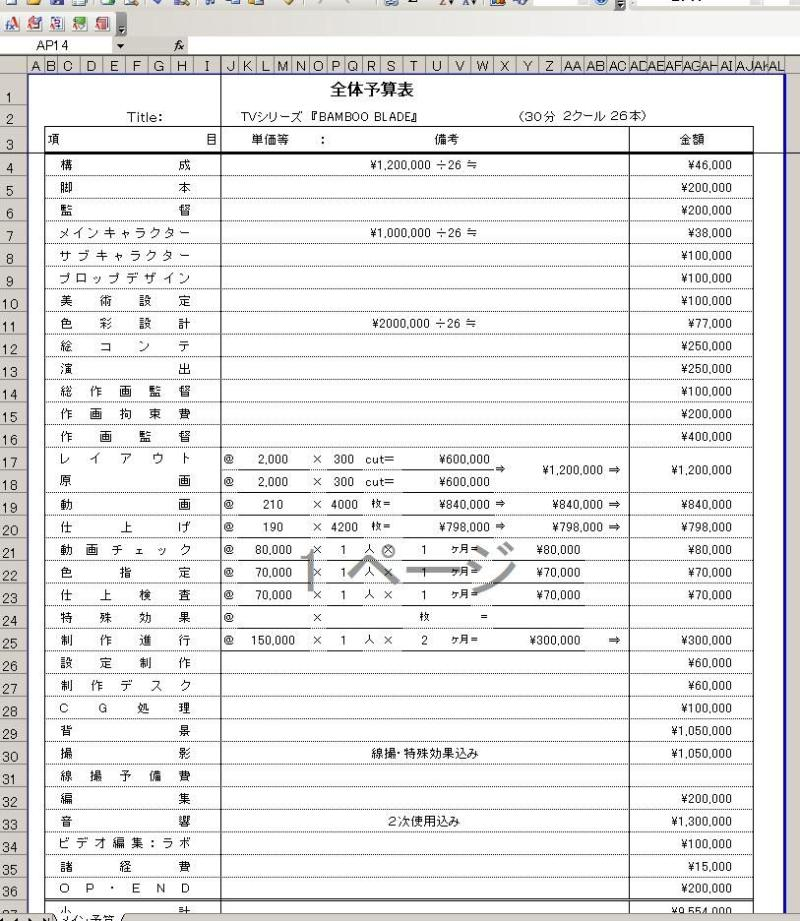 AP14 fx
A B C D E F G H I J K L M N O P Q R S T U V W X Y Z AA AB AC AD AE AF AG AH AI AJ AK AL
1 全体予算表
2 Title: TVシリーズ 『BAMBOO BLADE』 (30分 2クール 26本)
3 項目 単価等 : 備考 金額
4 構成 ¥1,200,000 ÷26 ≒ ¥46,000
5 脚本 ¥200,000
6 監督 ¥200,000
7 メインキャラクター ¥1,000,000 ÷26 ≒ ¥38,000
8 サブキャラクター ¥100,000
9 プロップデザイン ¥100,000
10 美術設定 ¥100,000
11 色彩設計 ¥2000,000 ÷26 ≒ ¥77,000
12 絵コンテ ¥250,000
13 演出 ¥250,000
14 総作画監督 ¥100,000
15 作画拘束費 ¥200,000
16 作画監督 ¥400,000
17 レイアウト @ 2,000 × 300 cut= ¥600,000 ⇒ ¥1,200,000 ⇒ ¥1,200,000
18 原画 @ 2,000 × 300 cut= ¥600,000
19 動画 @ 210 × 4000 枚= ¥840,000 ⇒ ¥840,000 ⇒ ¥840,000
20 仕上げ @ 190 × 4200 枚= ¥798,000 ⇒ ¥798,000 ⇒ ¥798,000
21 動画チェック @ 80,000 × 1 人 × 1 ヶ月= ¥80,000 ¥80,000
22 色指定 @ 70,000 × 1 人 × 1 ヶ月= ¥70,000 ¥70,000
1 ページ
23 仕上検査 @ 70,000 × 1 人 × 1 ヶ月= ¥70,000 ¥70,000
24 特殊効果 @ × 枚 =
25 制作進行 @ 150,000 × 1 人 × 2 ヶ月= ¥300,000 ⇒ ¥300,000
26 設定制作 ¥60,000
27 制作デスク ¥60,000
28 CG処理 ¥100,000
29 背景 ¥1,050,000
30 撮影 線撮・特殊効果込み ¥1,050,000
31 線撮予備費
32 編集 ¥200,000
33 音響 2次使用込み ¥1,300,000
34 ビデオ編集:ラボ ¥100,000
35 諸経費 ¥15,000
36 OP・END ¥200,000
37 小計 ¥9,554,000
メイン予算